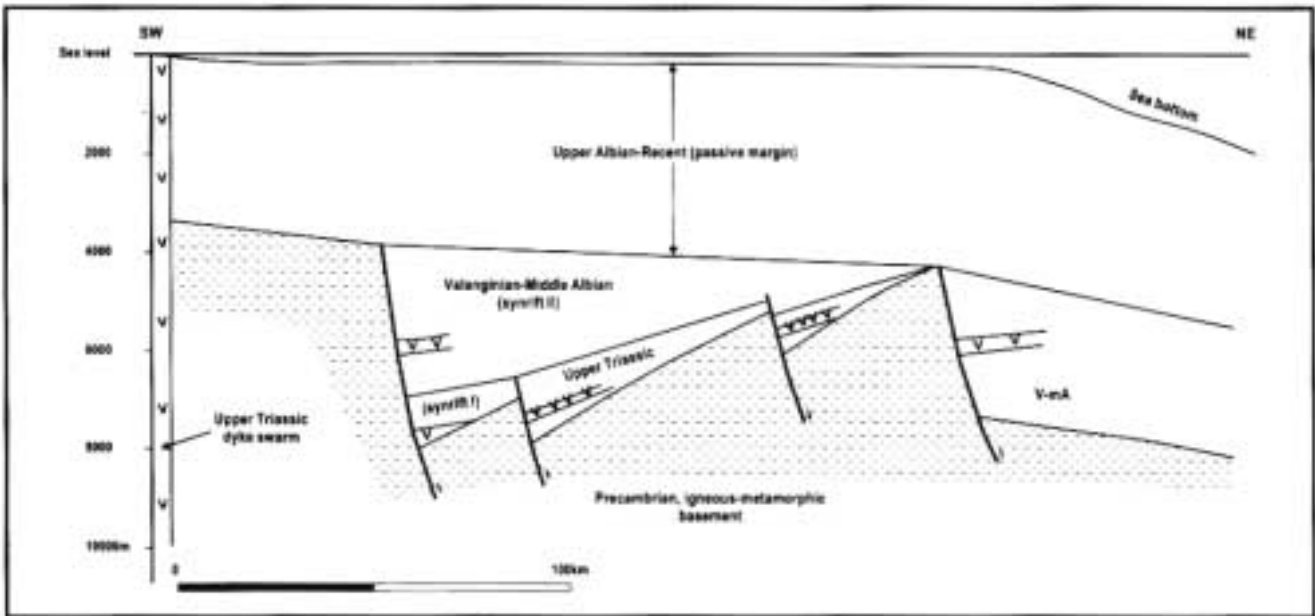 SW
NE
Sea level
Sea bottom
2000
Upper Albian-Recent (passive margin)
4000
Valanginian-Middle Albian
(synrift II)
6000
Upper Triassic
(synrift I)
V-mA
Upper Triassic
dyke swarm
8000
Precambrian, igneous-metamorphic
basement
10000m
0
100km